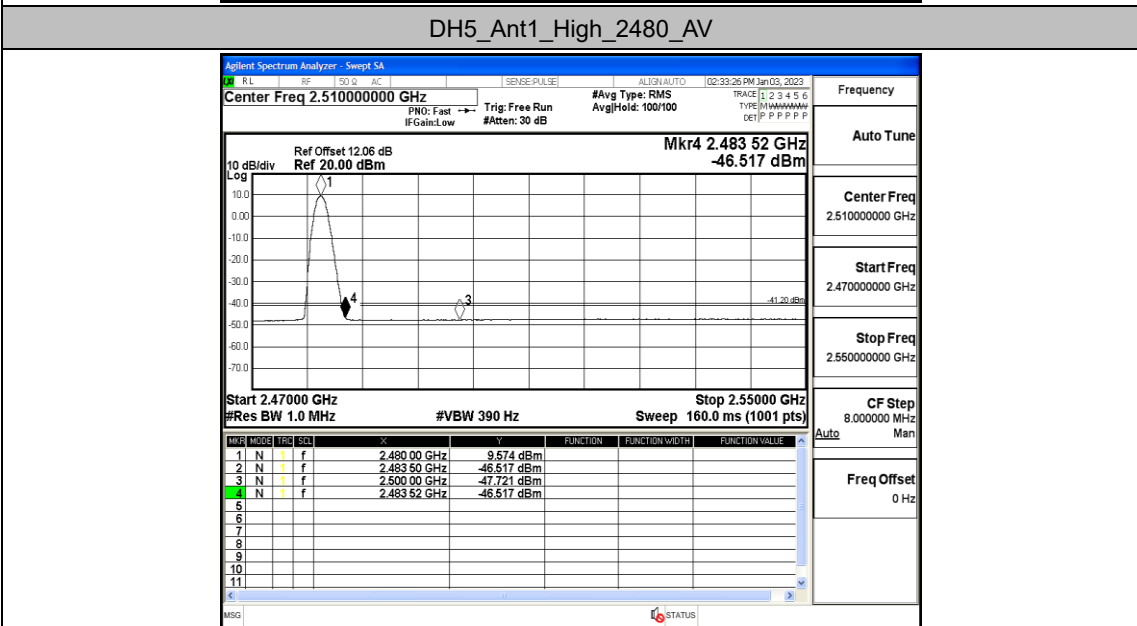 DH5_Ant1_High_2480_AV
Agilent Spectrum Analyzer - Swept SA
LXI RL RF 50 Ω AC SENSE:PULSE ALIGNAUTO 02:33:26 PM Jan 03, 2023
Center Freq 2.510000000 GHz
PNO: Fast
IFGain:Low
Trig: Free Run
#Atten: 30 dB
#Avg Type: RMS
Avg|Hold: 100/100
TRACE 1 2 3 4 5 6
TYPE M WWWWW
DET P P P P P P
Ref Offset 12.06 dB
10 dB/div Ref 20.00 dBm
Log
Mkr4 2.483 52 GHz
-46.517 dBm
10.0
0.00
-10.0
-20.0
-30.0
-40.0
-50.0
-60.0
-70.0
1
4
3
-41.20 dBm
Start 2.47000 GHz Stop 2.55000 GHz
#Res BW 1.0 MHz #VBW 390 Hz Sweep 160.0 ms (1001 pts)
MKR MODE TRC SCL X Y FUNCTION FUNCTION WIDTH FUNCTION VALUE
1 N 1 f 2.480 00 GHz 9.574 dBm
2 N 1 f 2.483 50 GHz -46.517 dBm
3 N 1 f 2.500 00 GHz -47.721 dBm
4 N 1 f 2.483 52 GHz -46.517 dBm
5
6
7
8
9
10
11
MSG STATUS
Frequency
Auto Tune
Center Freq
2.510000000 GHz
Start Freq
2.470000000 GHz
Stop Freq
2.550000000 GHz
CF Step
8.000000 MHz
Auto Man
Freq Offset
0 Hz